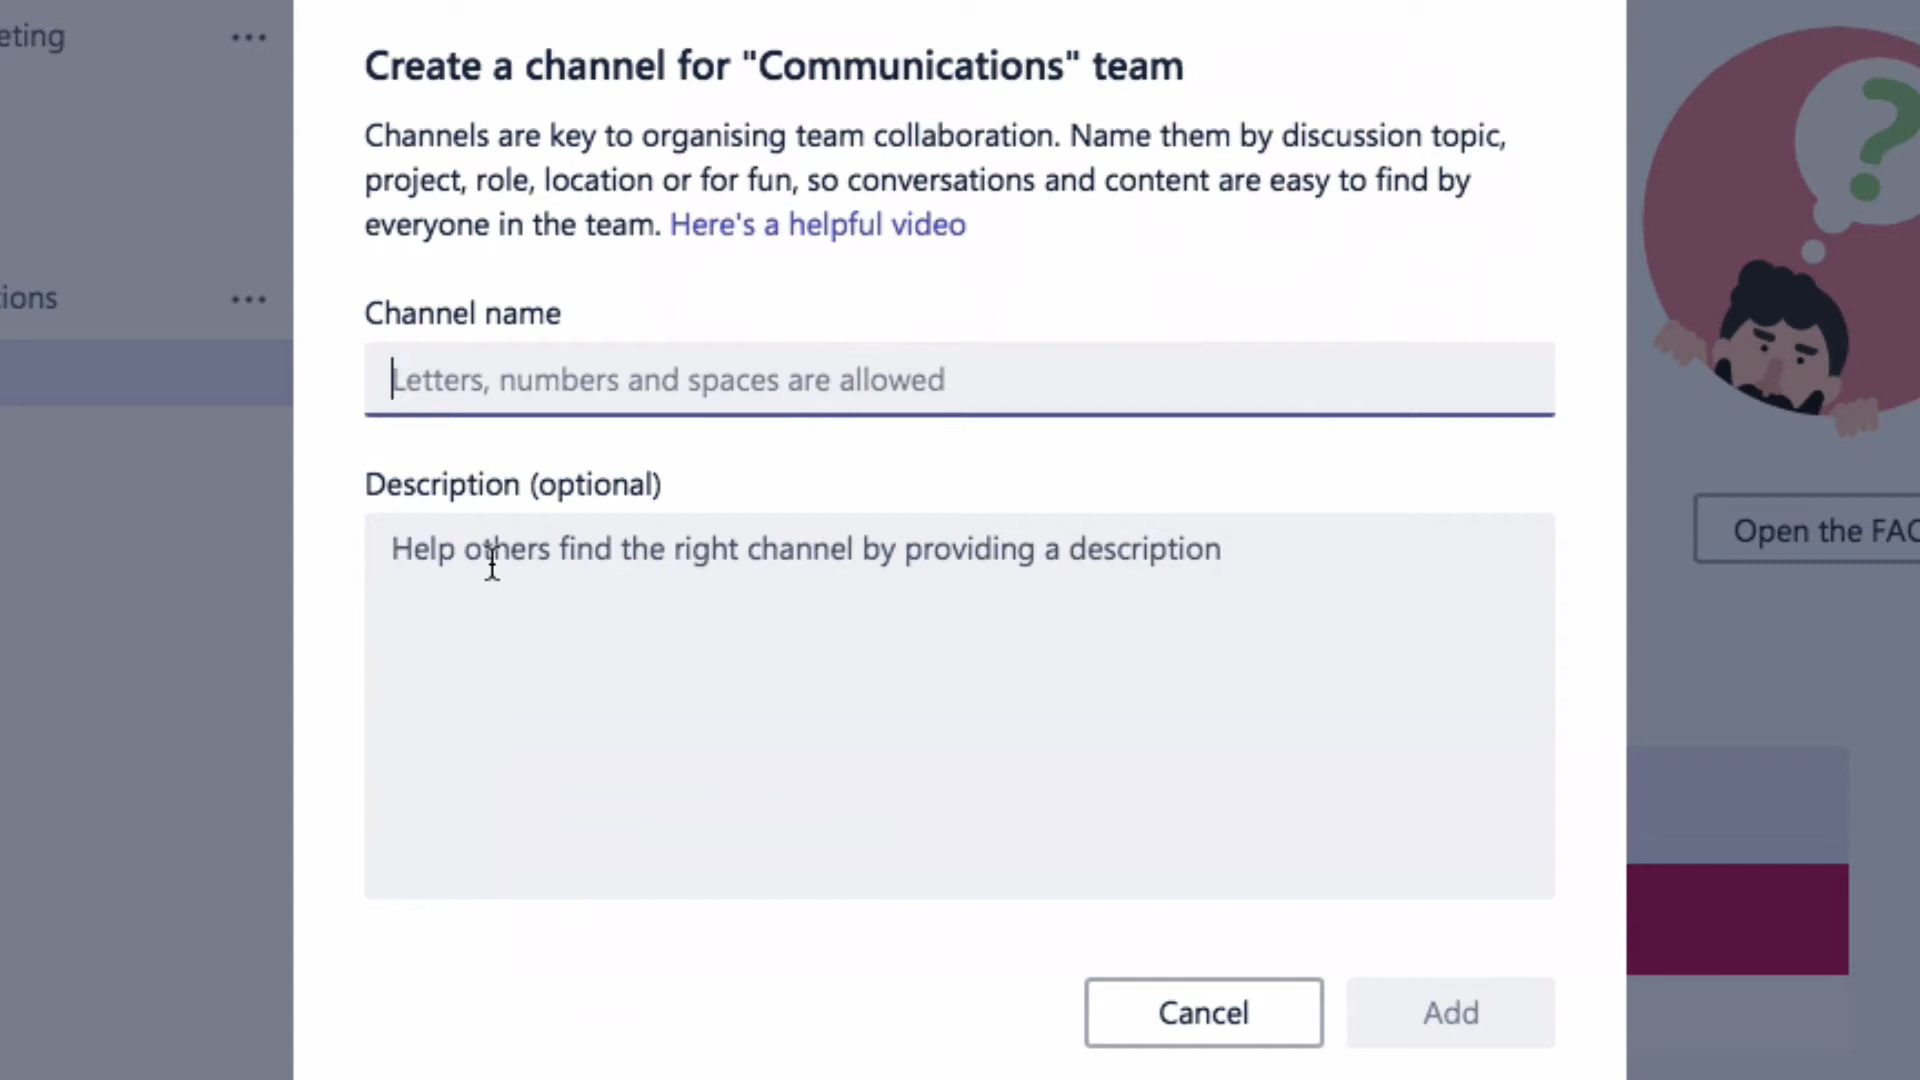 eting
Create a channel for "Communications" team
Channels are key to organising team collaboration. Name them by discussion topic,
project, role, location or for fun, so conversations and content are easy to find by
everyone in the team. Here's a helpful video
tions
Channel name
Letters, numbers and spaces are allowed
Description (optional)
Help others find the right channel by providing a description
Open the FAQ
Cancel
Add